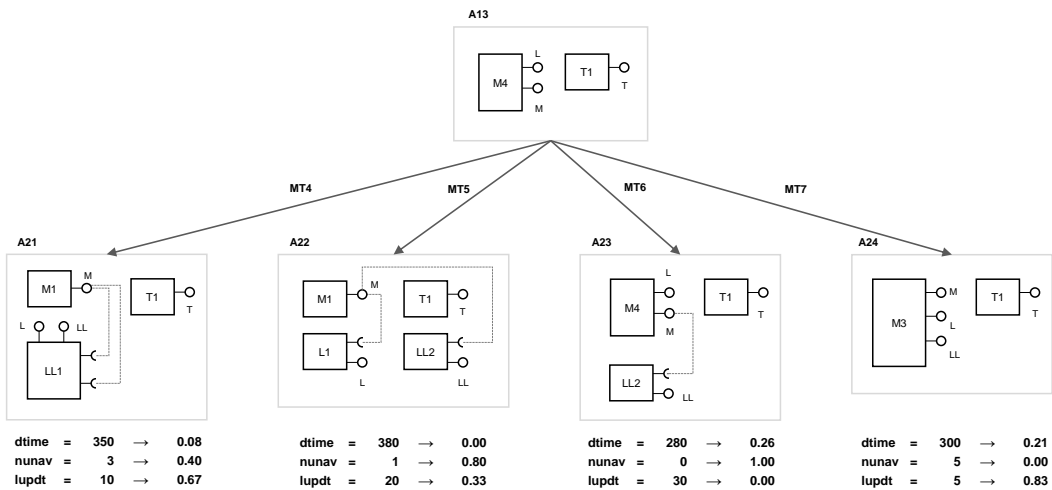 A13
L
M4
T1
T
M
MT4
MT5
MT6
MT7
A21
A22
A23
A24
M
M1
T1
T
L
LL
LL1
M1
M
T1
T
L1
LL2
L
LL
L
M4
T1
T
M
LL2
LL
M
M3
T1
T
L
LL
dtime = 350 → 0.08
nunav = 3 → 0.40
lupdt = 10 → 0.67
dtime = 380 → 0.00
nunav = 1 → 0.80
lupdt = 20 → 0.33
dtime = 280 → 0.26
nunav = 0 → 1.00
lupdt = 30 → 0.00
dtime = 300 → 0.21
nunav = 5 → 0.00
lupdt = 5 → 0.83